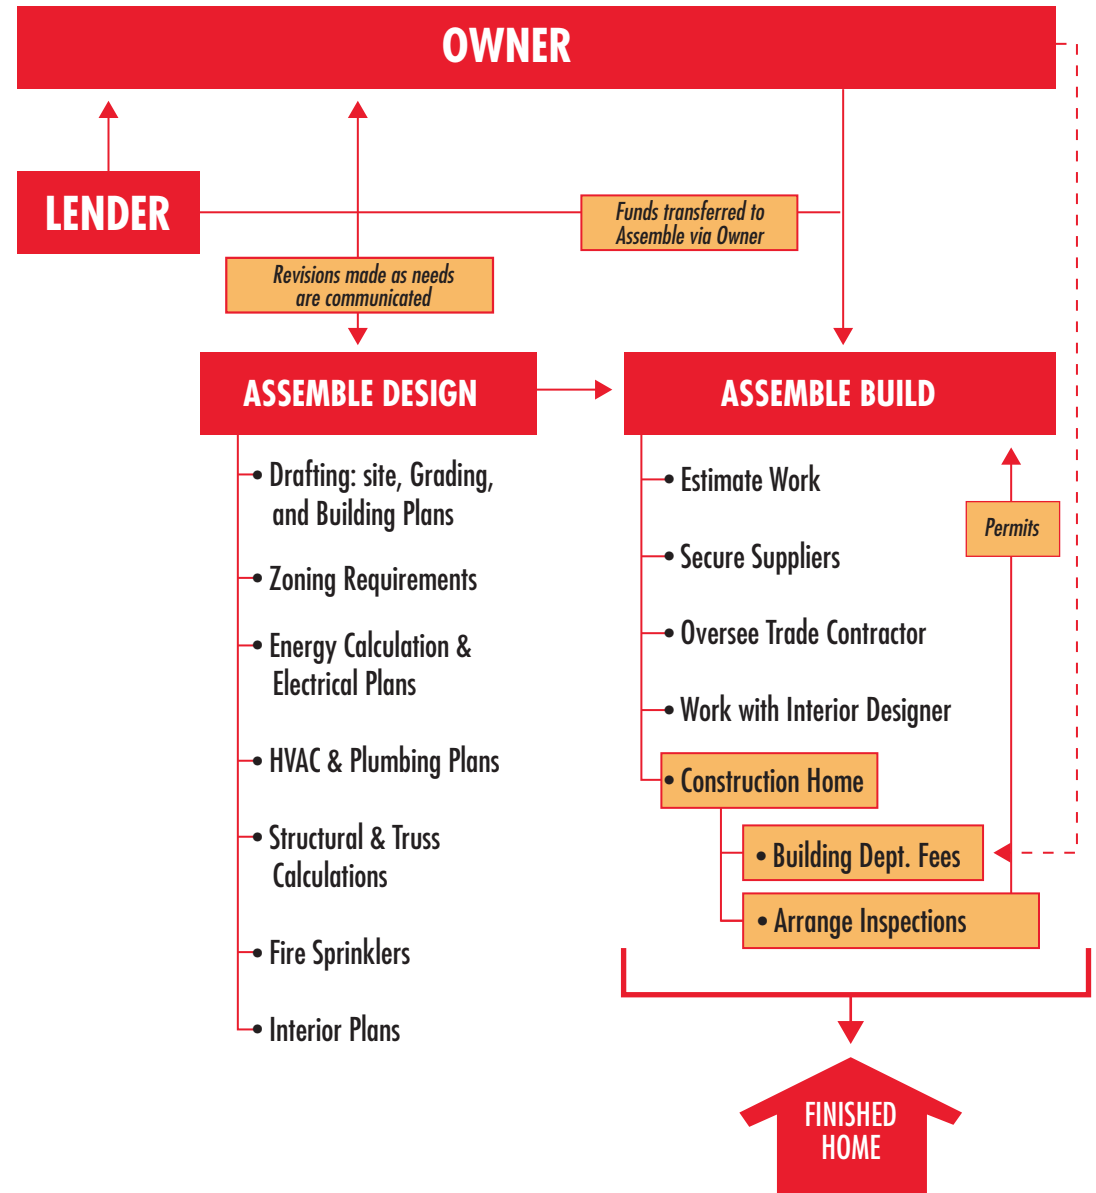 OWNER
LENDER
Funds transferred to
Assemble via Owner
Revisions made as needs
are communicated
ASSEMBLE DESIGN
• Drafting: site, Grading,
and Building Plans
• Zoning Requirements
• Energy Calculation &
Electrical Plans
• HVAC & Plumbing Plans
• Structural & Truss
Calculations
• Fire Sprinklers
• Interior Plans
ASSEMBLE BUILD
• Estimate Work
• Secure Suppliers
• Oversee Trade Contractor
• Work with Interior Designer
• Construction Home
• Building Dept. Fees
• Arrange Inspections
Permits
FINISHED
HOME